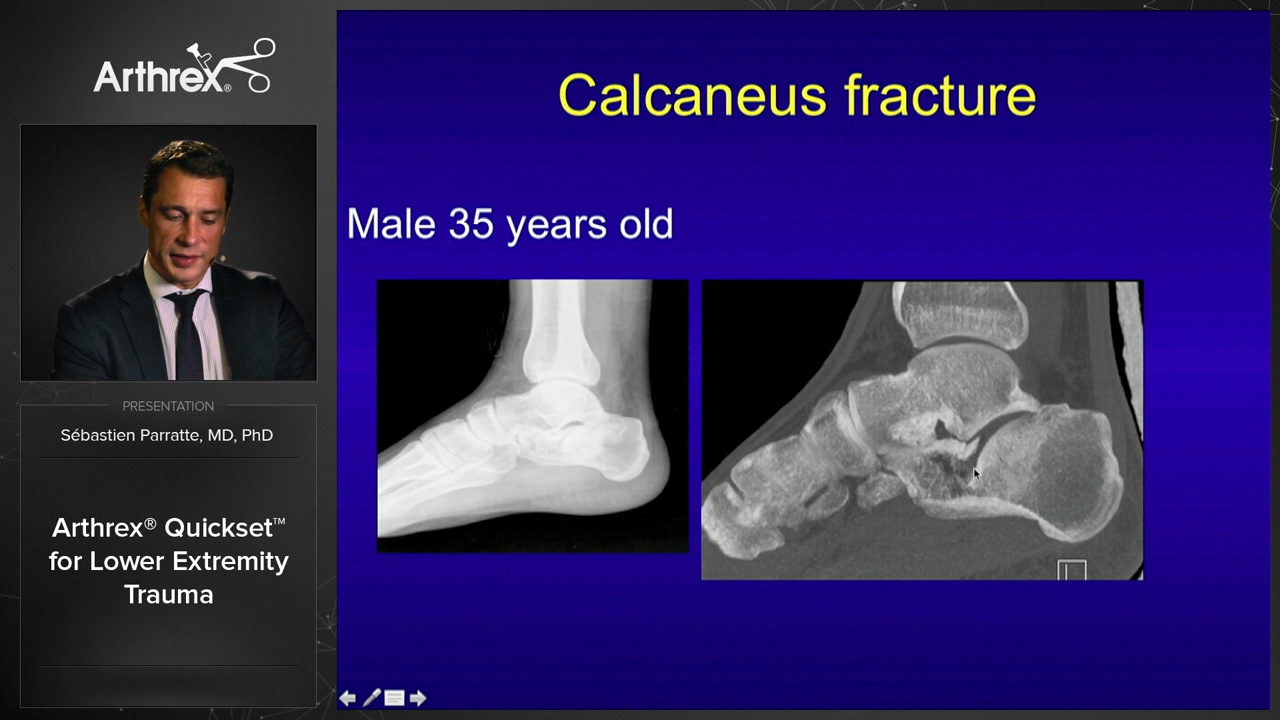 Arthrex®
PRESENTATION
Sébastien Parratte, MD, PhD
Arthrex® Quickset™
for Lower Extremity
Trauma
Calcaneus fracture
Male 35 years old
L